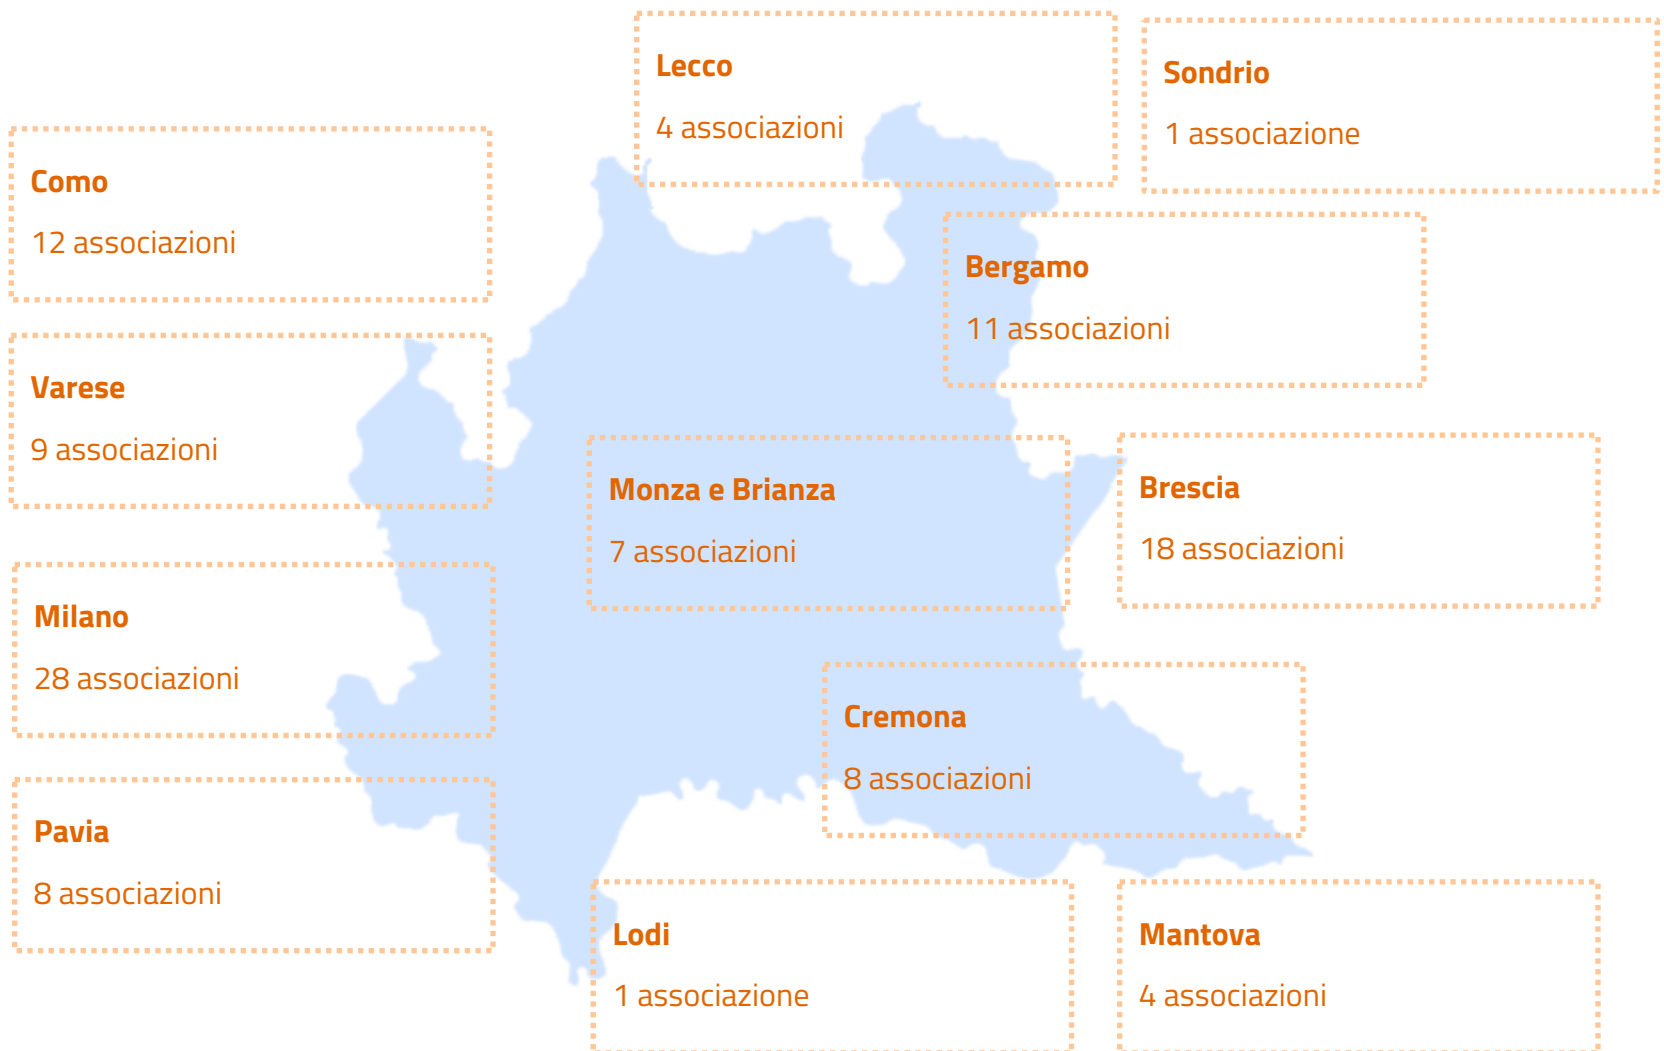 Lecco
4 associazioni
Sondrio
1 associazione
Como
12 associazioni
Bergamo
11 associazioni
Varese
9 associazioni
Monza e Brianza
7 associazioni
Brescia
18 associazioni
Milano
28 associazioni
Cremona
8 associazioni
Pavia
8 associazioni
Lodi
1 associazione
Mantova
4 associazioni